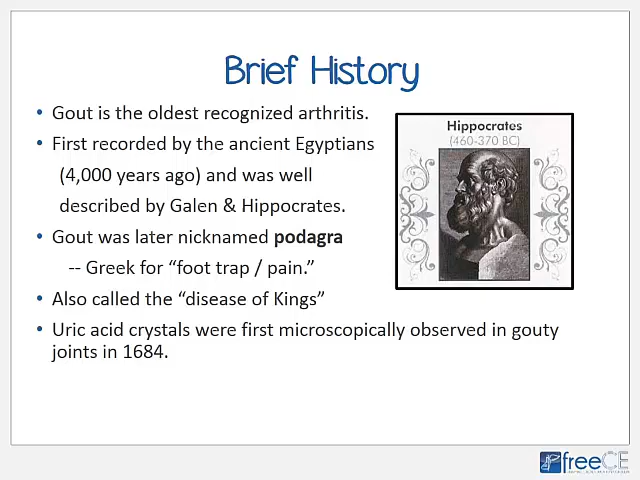 Brief History
• Gout is the oldest recognized arthritis.
• First recorded by the ancient Egyptians
(4,000 years ago) and was well
described by Galen & Hippocrates.
• Gout was later nicknamed podagra
-- Greek for “foot trap / pain.”
• Also called the “disease of Kings”
• Uric acid crystals were first microscopically observed in gouty
joints in 1684.
Hippocrates
(460-370 BC)
freeCE